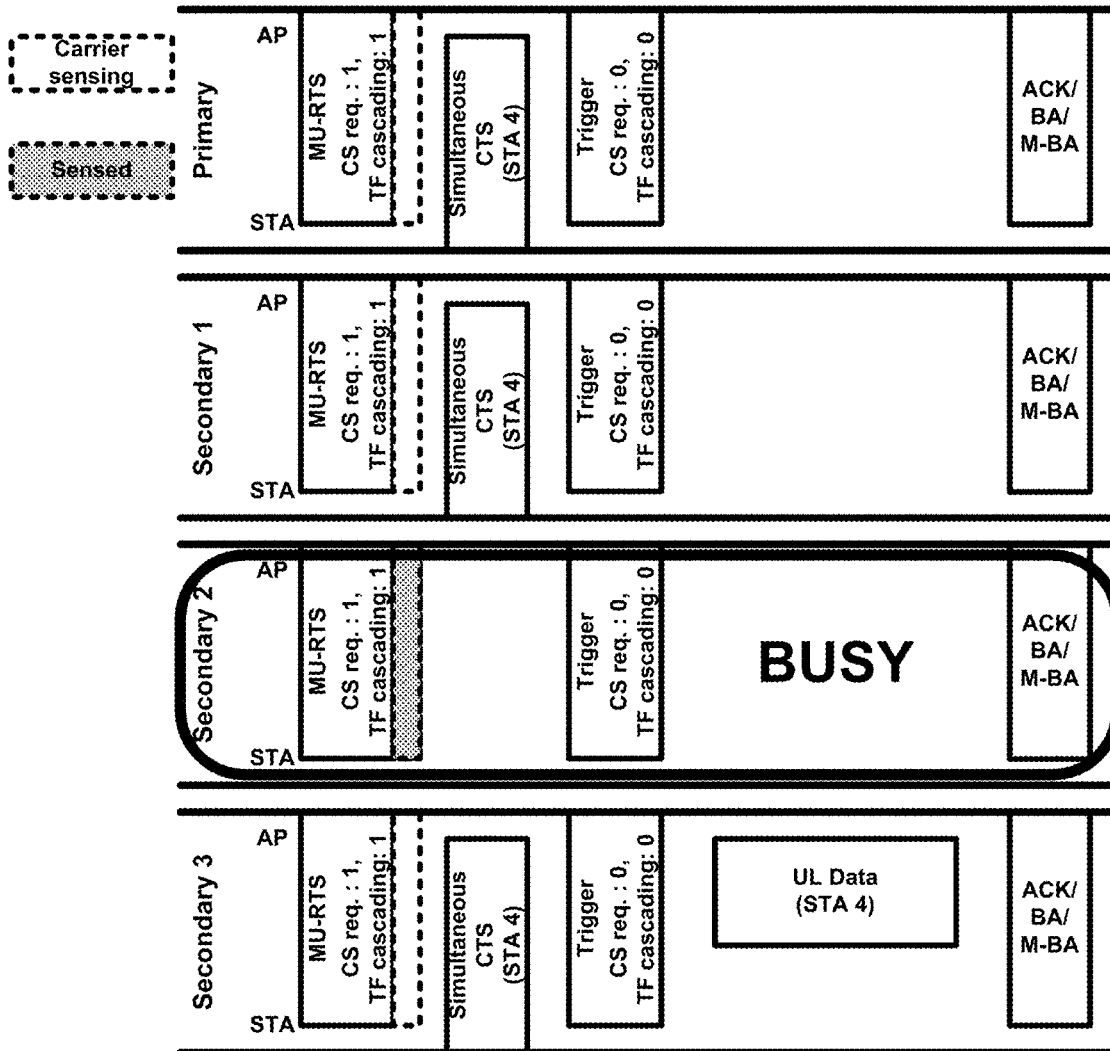 Carrier
sensing
Sensed
Primary
AP
STA
MU-RTS
CS req. : 1,
TF cascading: 1
Simultaneous
CTS
(STA 4)
Trigger
CS req. : 0,
TF cascading: 0
ACK/
BA/
M-BA
Secondary 1
AP
STA
MU-RTS
CS req. : 1,
TF cascading: 1
Simultaneous
CTS
(STA 4)
Trigger
CS req. : 0,
TF cascading: 0
ACK/
BA/
M-BA
Secondary 2
AP
STA
MU-RTS
CS req. : 1,
TF cascading: 1
Trigger
CS req. : 0,
TF cascading: 0
BUSY
ACK/
BA/
M-BA
Secondary 3
AP
STA
MU-RTS
CS req. : 1,
TF cascading: 1
Simultaneous
CTS
(STA 4)
Trigger
CS req. : 0,
TF cascading: 0
UL Data
(STA 4)
ACK/
BA/
M-BA